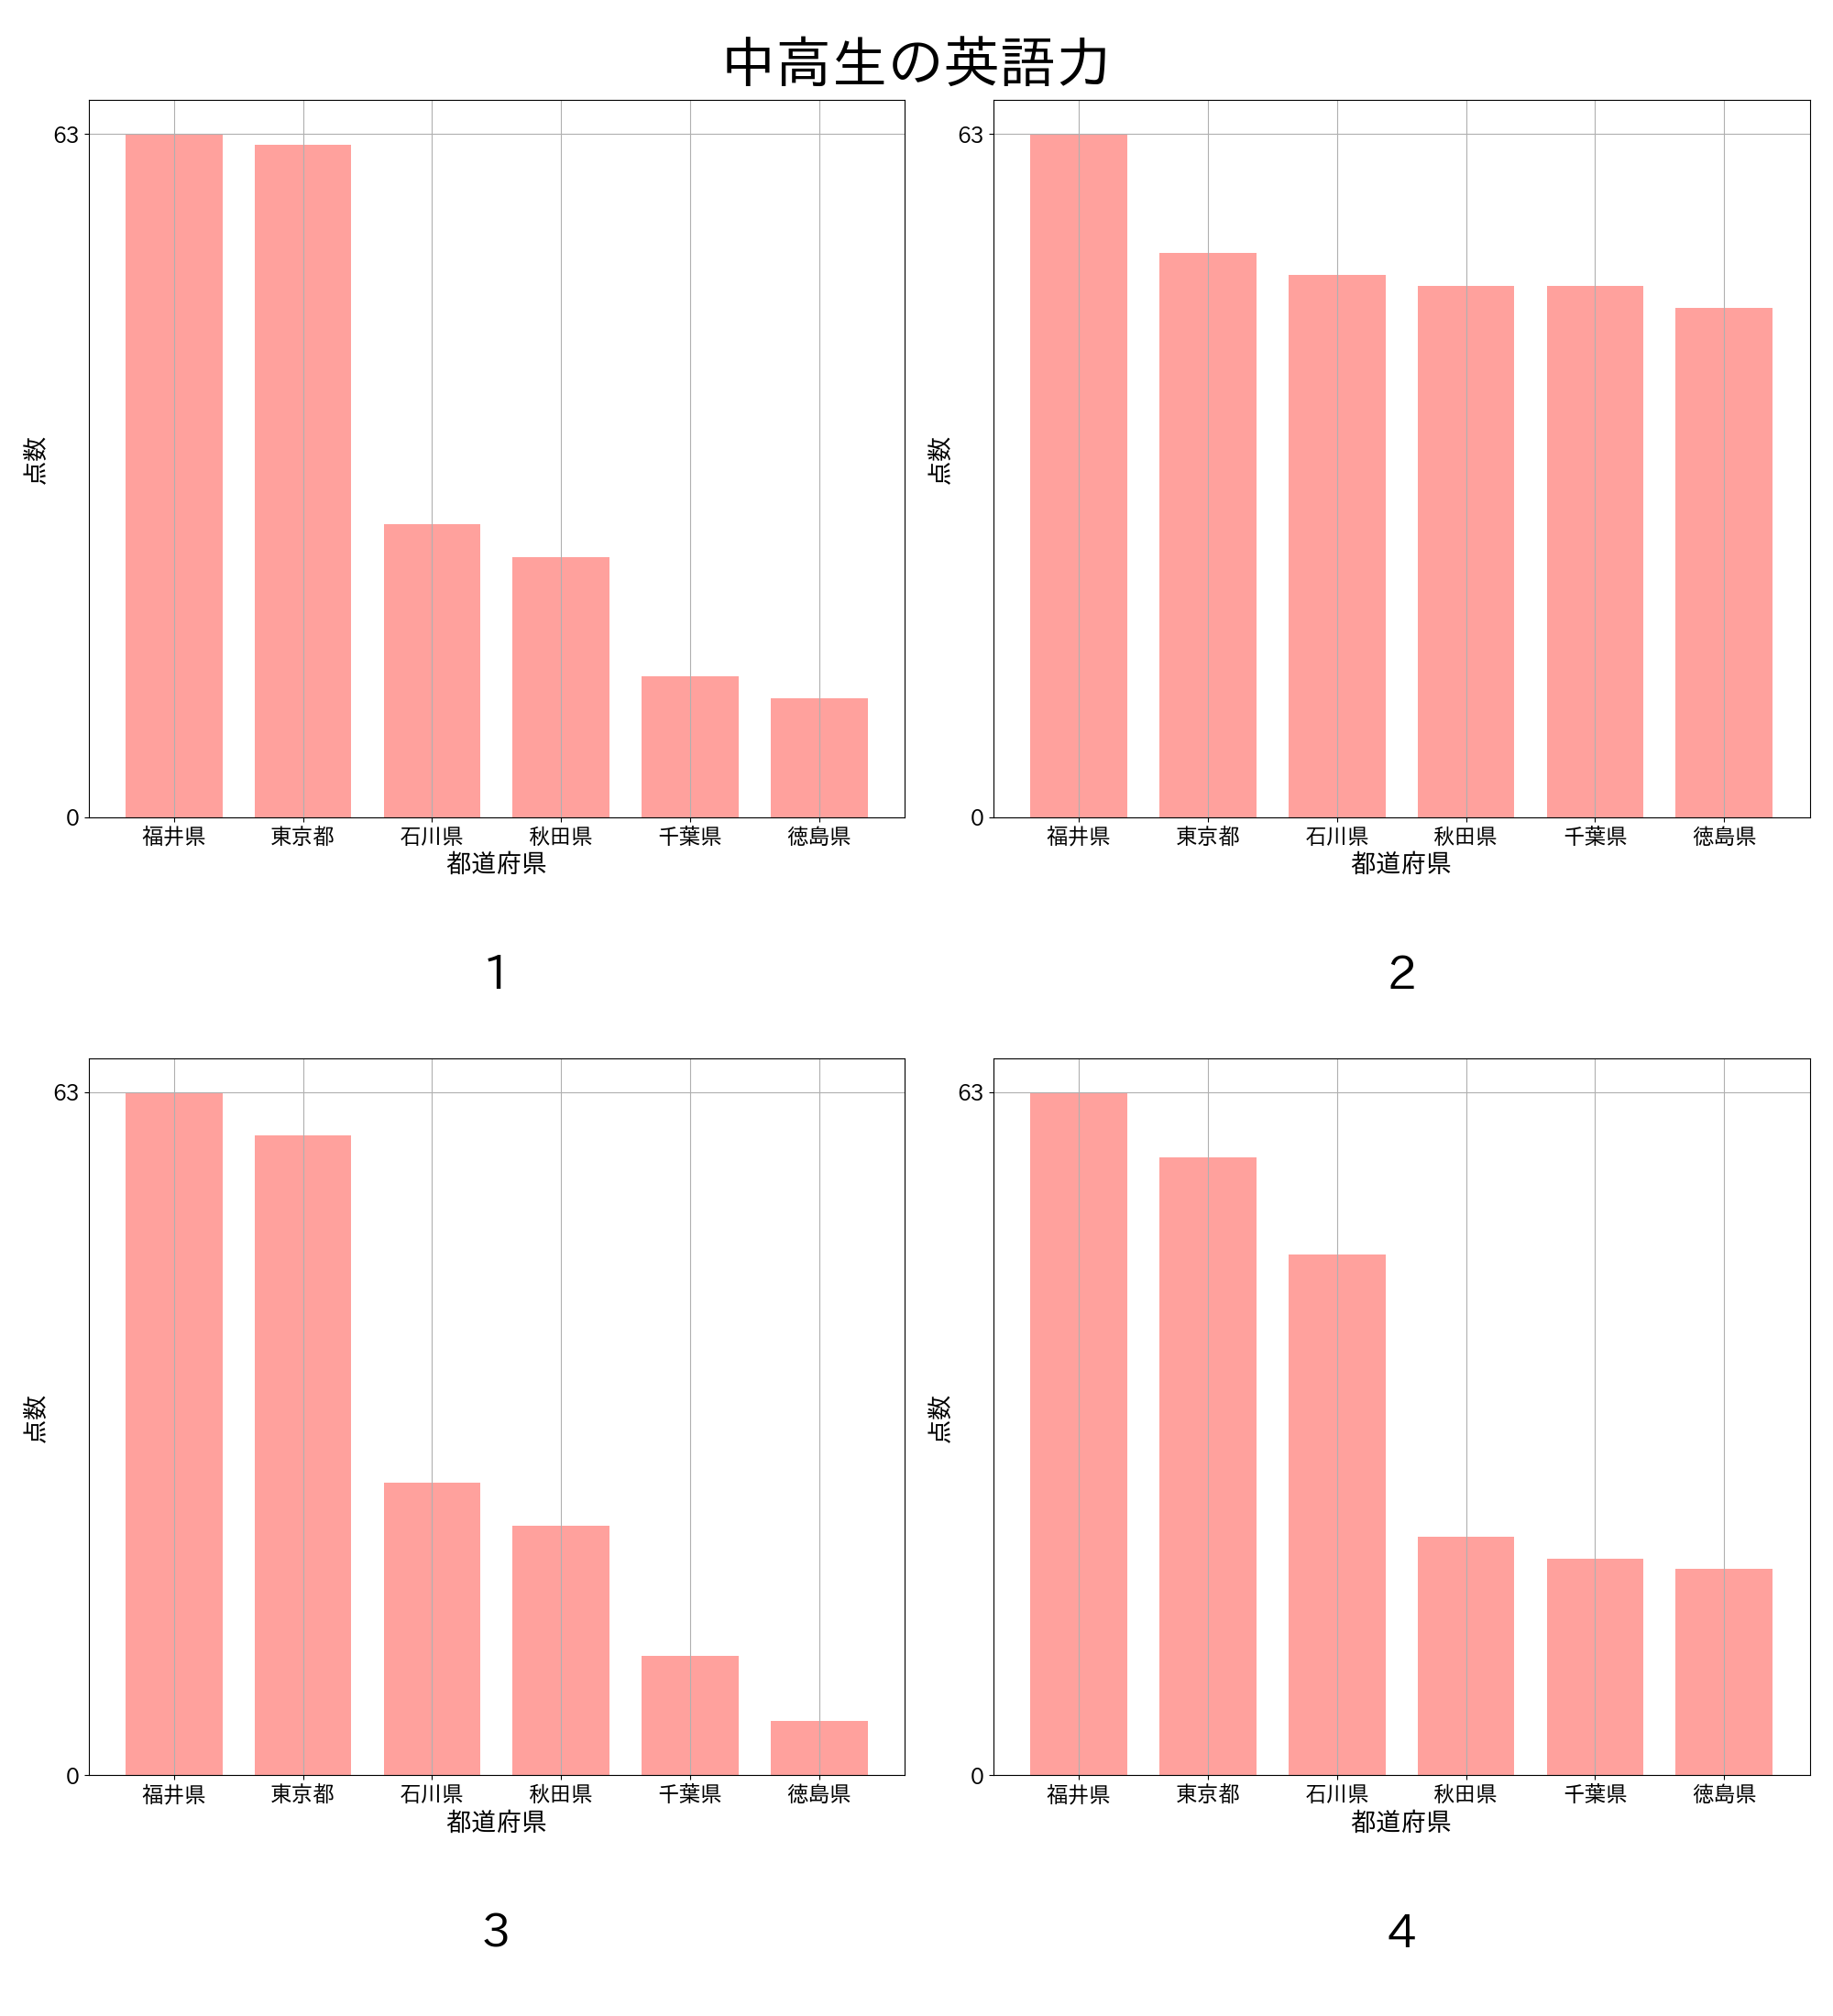 中高生の英語力
63
0
点数
福井県 東京都 石川県 秋田県 千葉県 徳島県
都道府県
1
63
0
点数
福井県 東京都 石川県 秋田県 千葉県 徳島県
都道府県
2
63
0
点数
福井県 東京都 石川県 秋田県 千葉県 徳島県
都道府県
3
63
0
点数
福井県 東京都 石川県 秋田県 千葉県 徳島県
都道府県
4